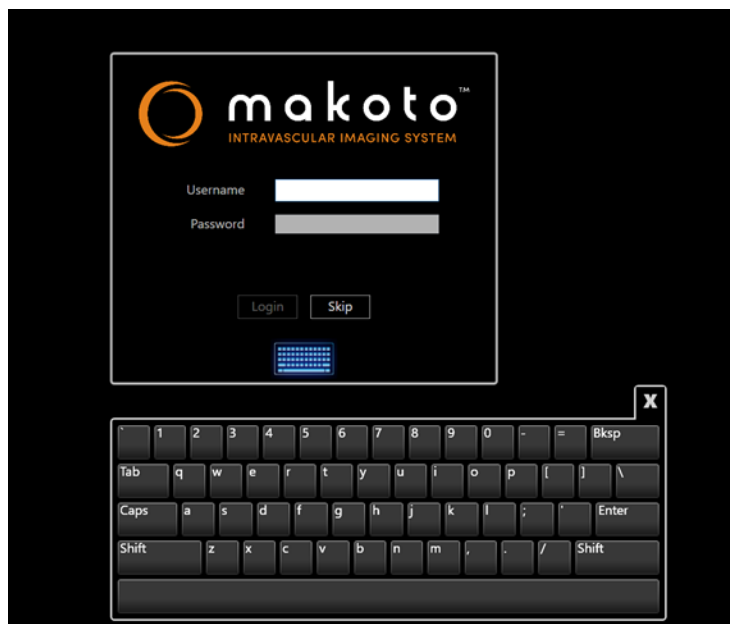 makoto™
INTRAVASCULAR IMAGING SYSTEM
Username
Password
Login Skip
X
` 1 2 3 4 5 6 7 8 9 0 - = Bksp
Tab q w e r t y u i o p [ ] \
Caps a s d f g h j k l ; ' Enter
Shift z x c v b n m , . / Shift